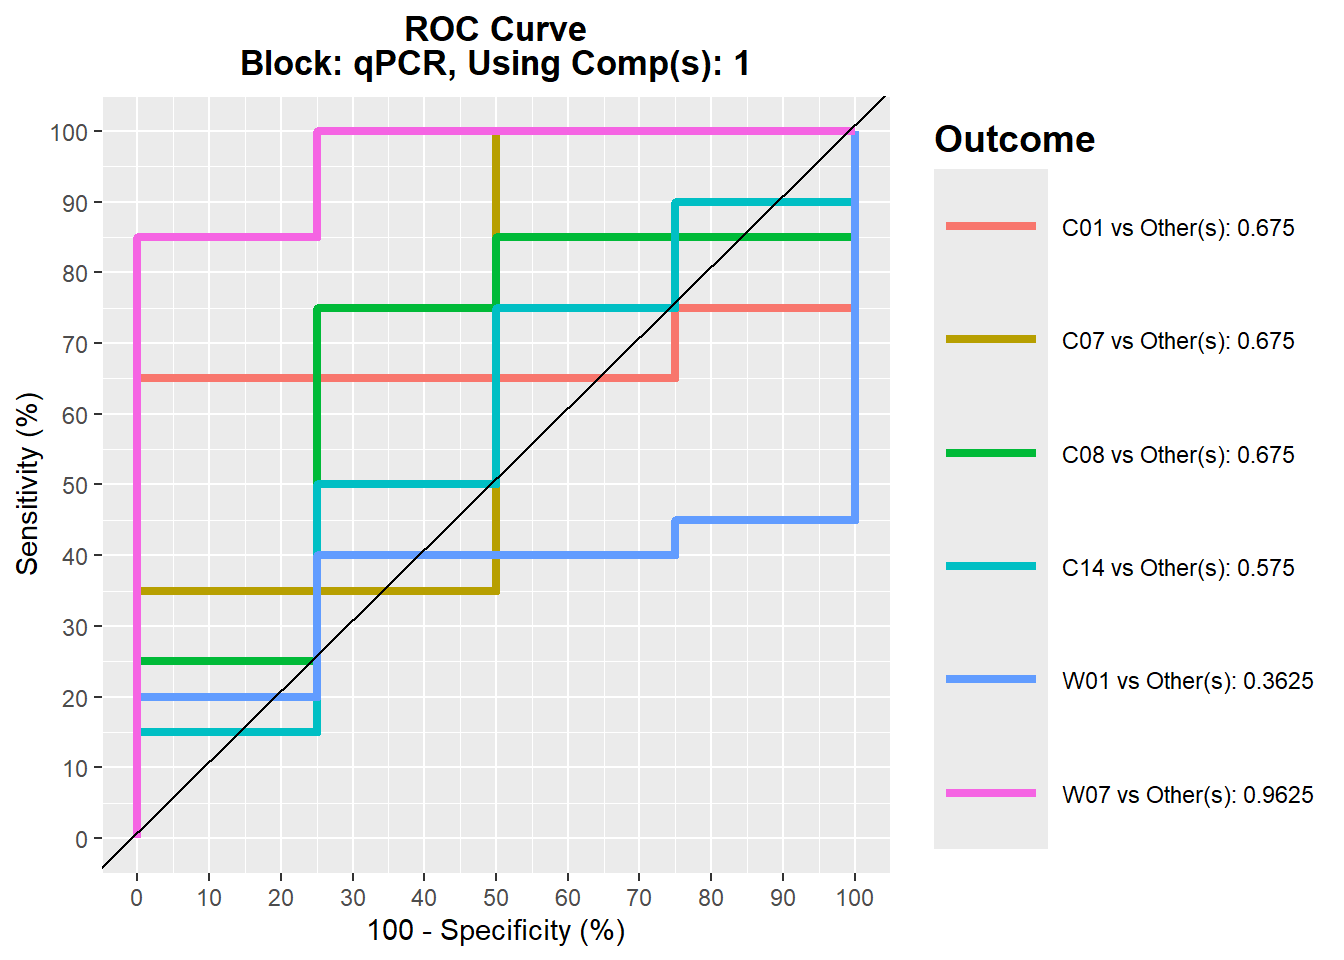 ROC Curve
Block: qPCR, Using Comp(s): 1
Sensitivity (%)
100
90
80
70
60
50
40
30
20
10
0
0 10 20 30 40 50 60 70 80 90 100
100 - Specificity (%)
Outcome
C01 vs Other(s): 0.675
C07 vs Other(s): 0.675
C08 vs Other(s): 0.675
C14 vs Other(s): 0.575
W01 vs Other(s): 0.3625
W07 vs Other(s): 0.9625